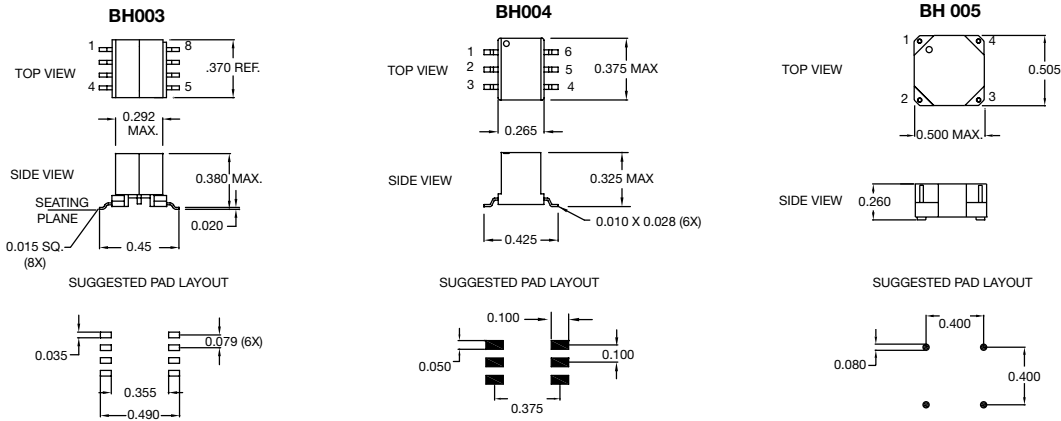 BH003
1
8
TOP VIEW
.370 REF.
4
5
0.292
MAX.
SIDE VIEW
0.380 MAX.
SEATING
PLANE
0.020
0.015 SQ.
(8X)
0.45
SUGGESTED PAD LAYOUT
0.035
0.079 (6X)
0.355
0.490
BH004
1
6
TOP VIEW
2
5
0.375 MAX
3
4
0.265
SIDE VIEW
0.325 MAX
0.010 X 0.028 (6X)
0.425
SUGGESTED PAD LAYOUT
0.100
0.050
0.100
0.375
BH 005
1
4
TOP VIEW
0.505
2
3
0.500 MAX.
SIDE VIEW
0.260
SUGGESTED PAD LAYOUT
0.400
0.080
0.400